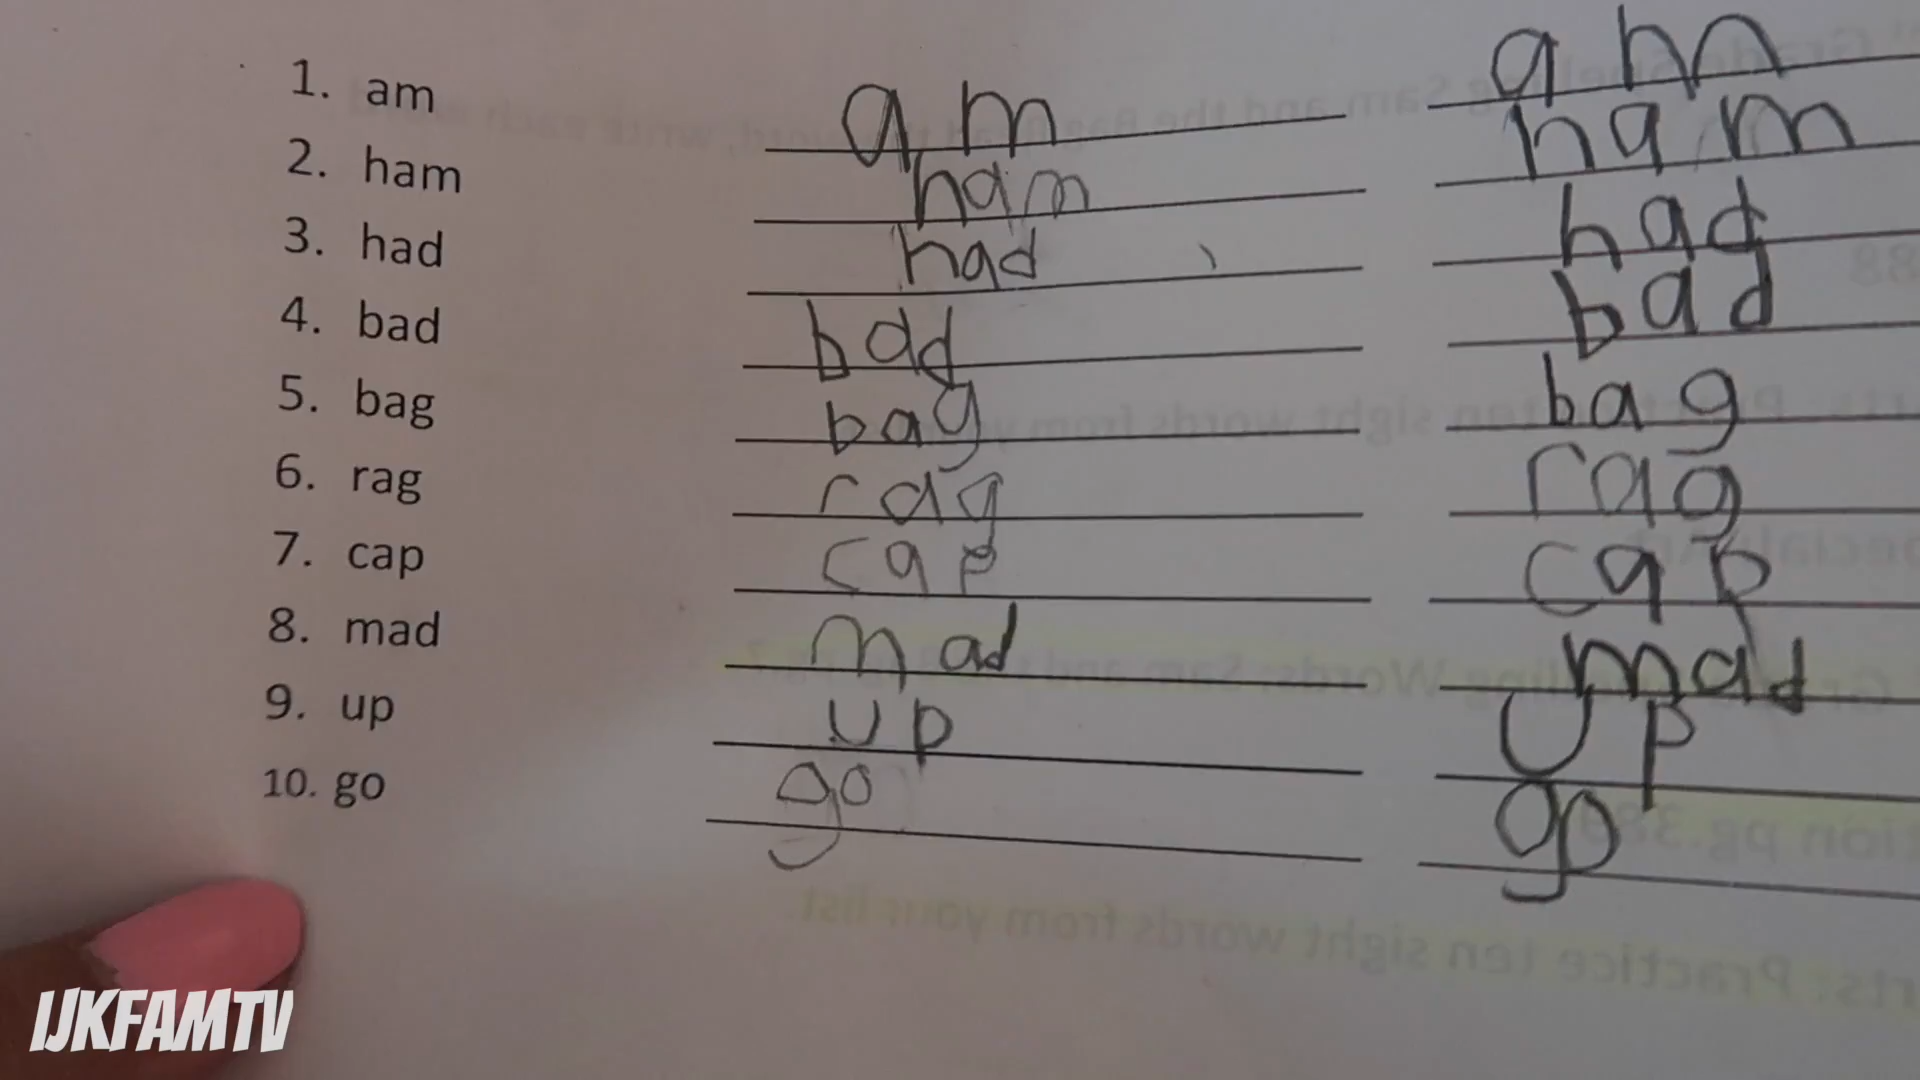 1. am am am
2. ham ham ham
3. had had had
4. bad bad bad
5. bag bag bag
6. rag rag rag
7. cap cap cap
8. mad mad mad
9. up up up
10. go go go
IJKFAMTV